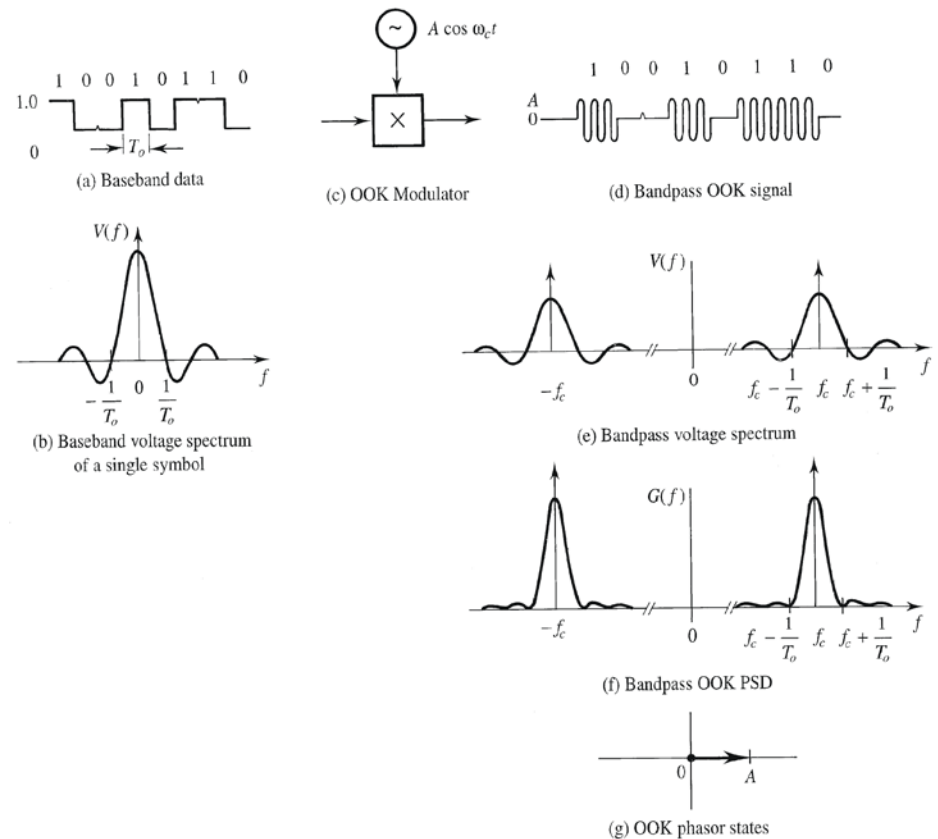 1 0 0 1 0 1 1 0
1.0
0
T_o
(a) Baseband data
~
A cos ω_c t
×
(c) OOK Modulator
1 0 0 1 0 1 1 0
A
0
(d) Bandpass OOK signal
V(f)
-1/T_o 0 1/T_o f
(b) Baseband voltage spectrum
of a single symbol
V(f)
-f_c 0 f_c - 1/T_o f_c f_c + 1/T_o f
(e) Bandpass voltage spectrum
G(f)
-f_c 0 f_c - 1/T_o f_c f_c + 1/T_o f
(f) Bandpass OOK PSD
0 A
(g) OOK phasor states